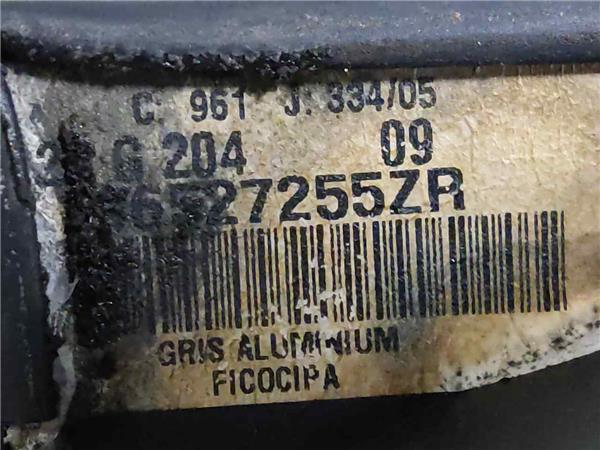 C. 961 J. 334/05
G 204 09
27255ZR
GRIS ALUMINIUM
FICOCIPA